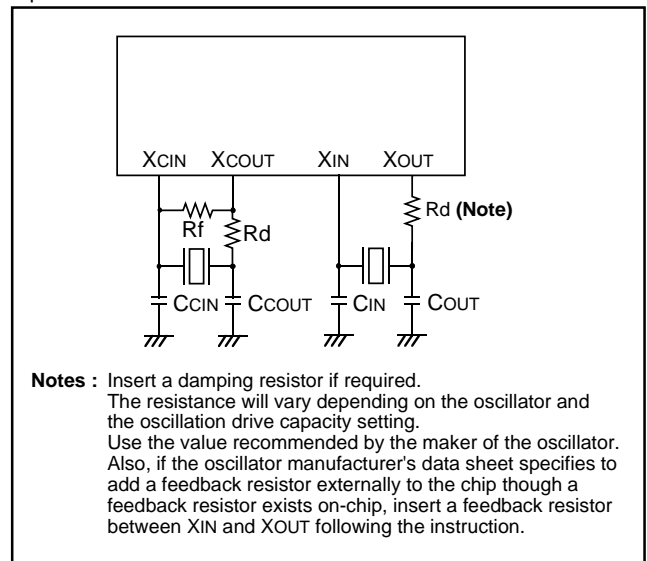 XCIN XCOUT XIN XOUT
Rf Rd Rd (Note)
CCIN CCOUT CIN COUT
Notes : Insert a damping resistor if required.
The resistance will vary depending on the oscillator and
the oscillation drive capacity setting.
Use the value recommended by the maker of the oscillator.
Also, if the oscillator manufacturer's data sheet specifies to
add a feedback resistor externally to the chip though a
feedback resistor exists on-chip, insert a feedback resistor
between XIN and XOUT following the instruction.